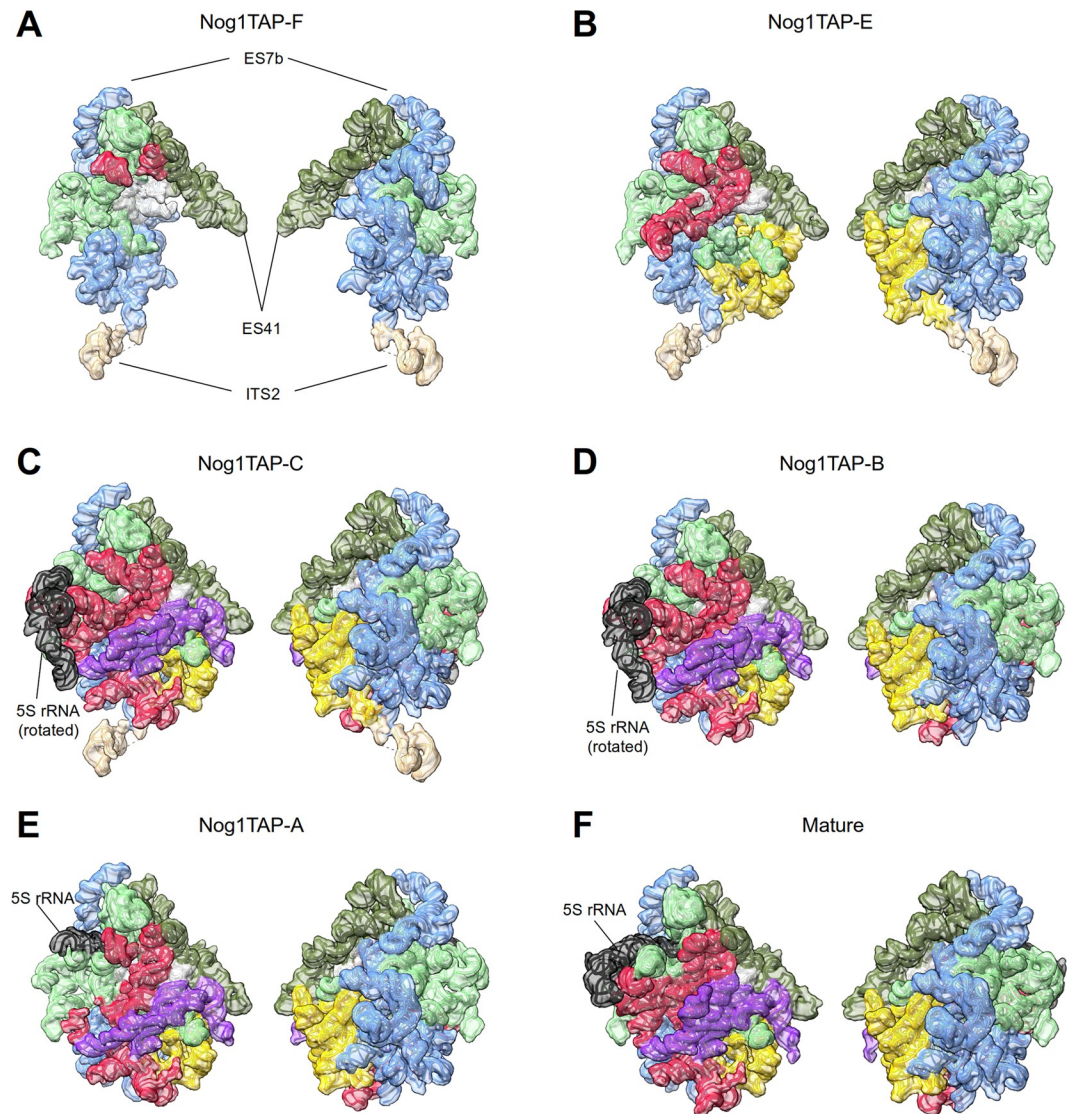 A
Nog1TAP-F
ES7b
ES41
ITS2
B
Nog1TAP-E
C
Nog1TAP-C
5S rRNA
(rotated)
D
Nog1TAP-B
5S rRNA
(rotated)
E
Nog1TAP-A
5S rRNA
F
Mature
5S rRNA